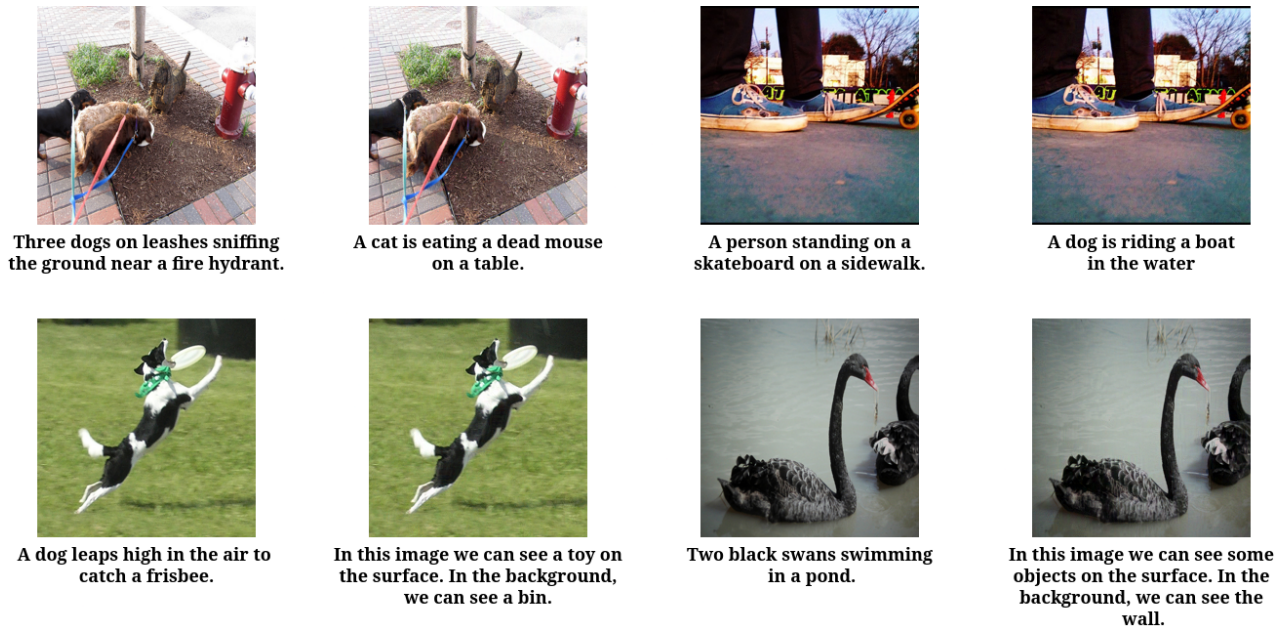 Three dogs on leashes sniffing
the ground near a fire hydrant.
A cat is eating a dead mouse
on a table.
A person standing on a
skateboard on a sidewalk.
A dog is riding a boat
in the water
A dog leaps high in the air to
catch a frisbee.
In this image we can see a toy on
the surface. In the background,
we can see a bin.
Two black swans swimming
in a pond.
In this image we can see some
objects on the surface. In the
background, we can see the
wall.